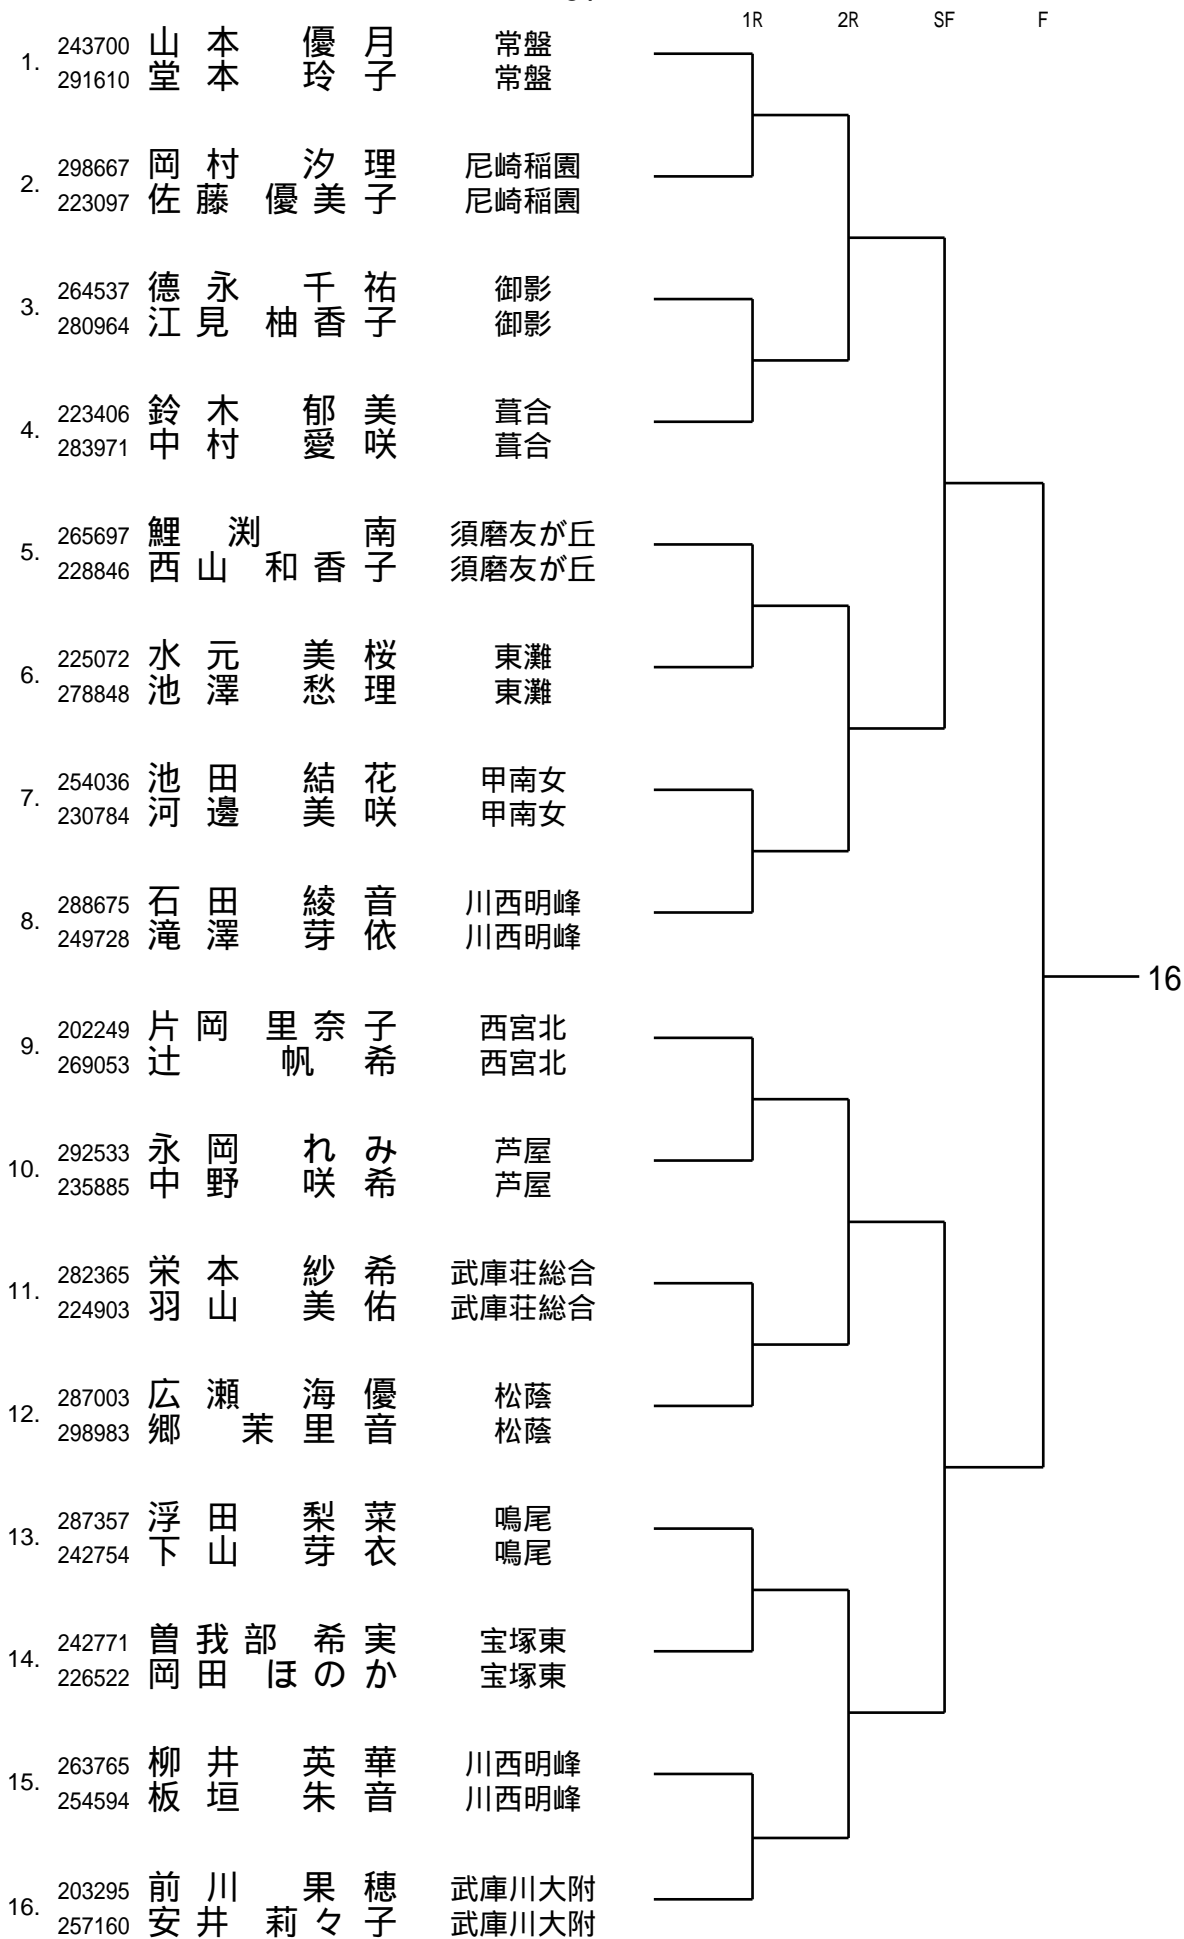 1R 2R SF F
1. 243700 山本 優月 常盤
291610 堂本 玲子 常盤
2. 298667 岡村 汐理 尼崎稲園
223097 佐藤 優美子 尼崎稲園
3. 264537 德永 千祐 御影
280964 江見 柚香子 御影
4. 223406 鈴木 郁美 葺合
283971 中村 愛咲 葺合
5. 265697 鯉渕 南 須磨友が丘
228846 西山 和香子 須磨友が丘
6. 225072 水元 美桜 東灘
278848 池澤 愁理 東灘
7. 254036 池田 結花 甲南女
230784 河邊 美咲 甲南女
8. 288675 石田 綾音 川西明峰
249728 滝澤 芽依 川西明峰
16
9. 202249 片岡 里奈子 西宮北
269053 辻 帆希 西宮北
10. 292533 永岡 れみ 芦屋
235885 中野 咲希 芦屋
11. 282365 栄本 紗希 武庫荘総合
224903 羽山 美佑 武庫荘総合
12. 287003 広瀬 海優 松蔭
298983 郷 茉里音 松蔭
13. 287357 浮田 梨菜 鳴尾
242754 下山 芽衣 鳴尾
14. 242771 曽我部 希実 宝塚東
226522 岡田 ほのか 宝塚東
15. 263765 柳井 英華 川西明峰
254594 板垣 朱音 川西明峰
16. 203295 前川 果穂 武庫川大附
257160 安井 莉々子 武庫川大附